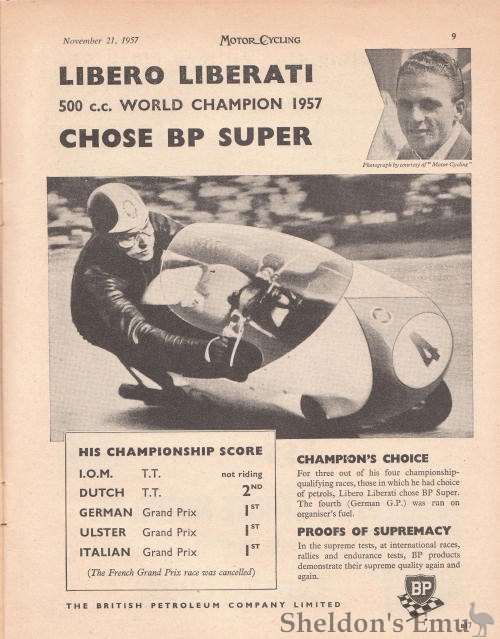 November 21, 1957 MOTOR CYCLING 9
LIBERO LIBERATI
500 c.c. WORLD CHAMPION 1957
CHOSE BP SUPER
Photograph by courtesy of "Motor Cycling"
4
HIS CHAMPIONSHIP SCORE
I.O.M. T.T. not riding
DUTCH T.T. 2ND
GERMAN Grand Prix 1ST
ULSTER Grand Prix 1ST
ITALIAN Grand Prix 1ST
(The French Grand Prix race was cancelled)
CHAMPION'S CHOICE
For three out of his four championship-
qualifying races, those in which he had choice
of petrols, Libero Liberati chose BP Super.
The fourth (German G.P.) was run on
organiser's fuel.
PROOFS OF SUPREMACY
In the supreme tests, at international races,
rallies and endurance tests, BP products
demonstrate their supreme quality again and
again.
BP
THE BRITISH PETROLEUM COMPANY LIMITED
Sheldon's Emu